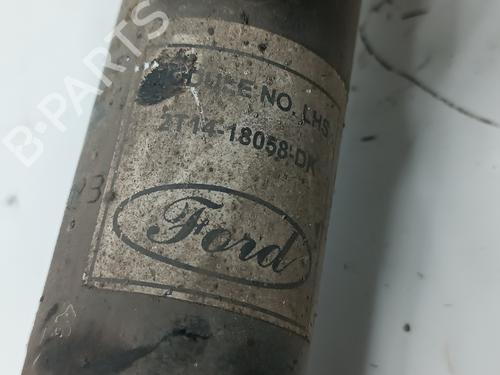 B-PARTS
NO. LHS
2T14-18058-DK
Ford